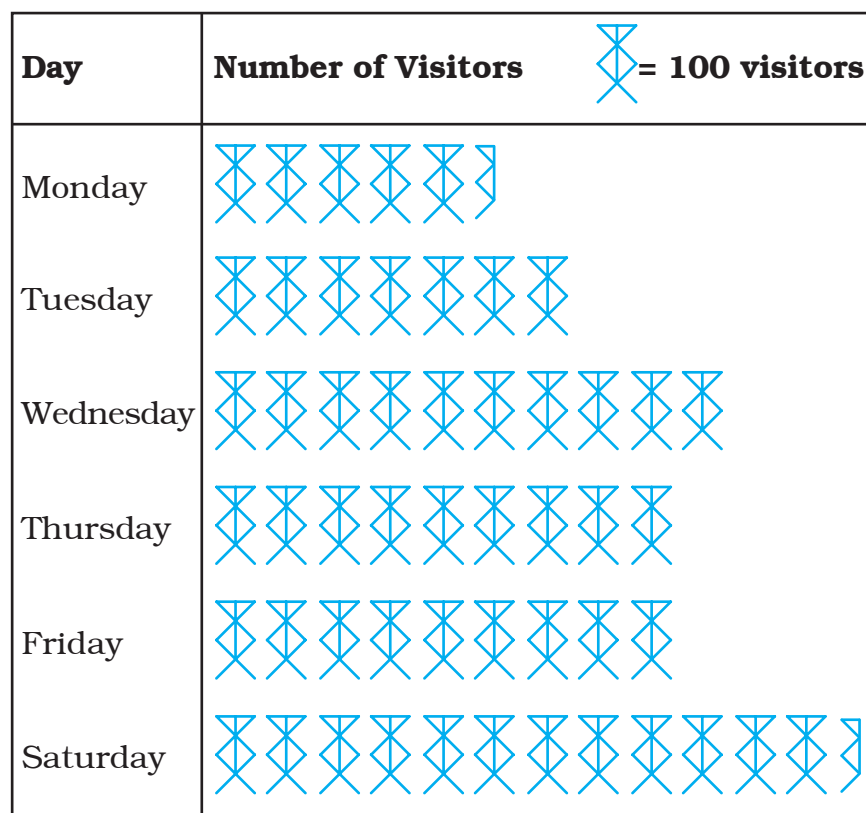 Day Number of Visitors = 100 visitors
Monday
Tuesday
Wednesday
Thursday
Friday
Saturday